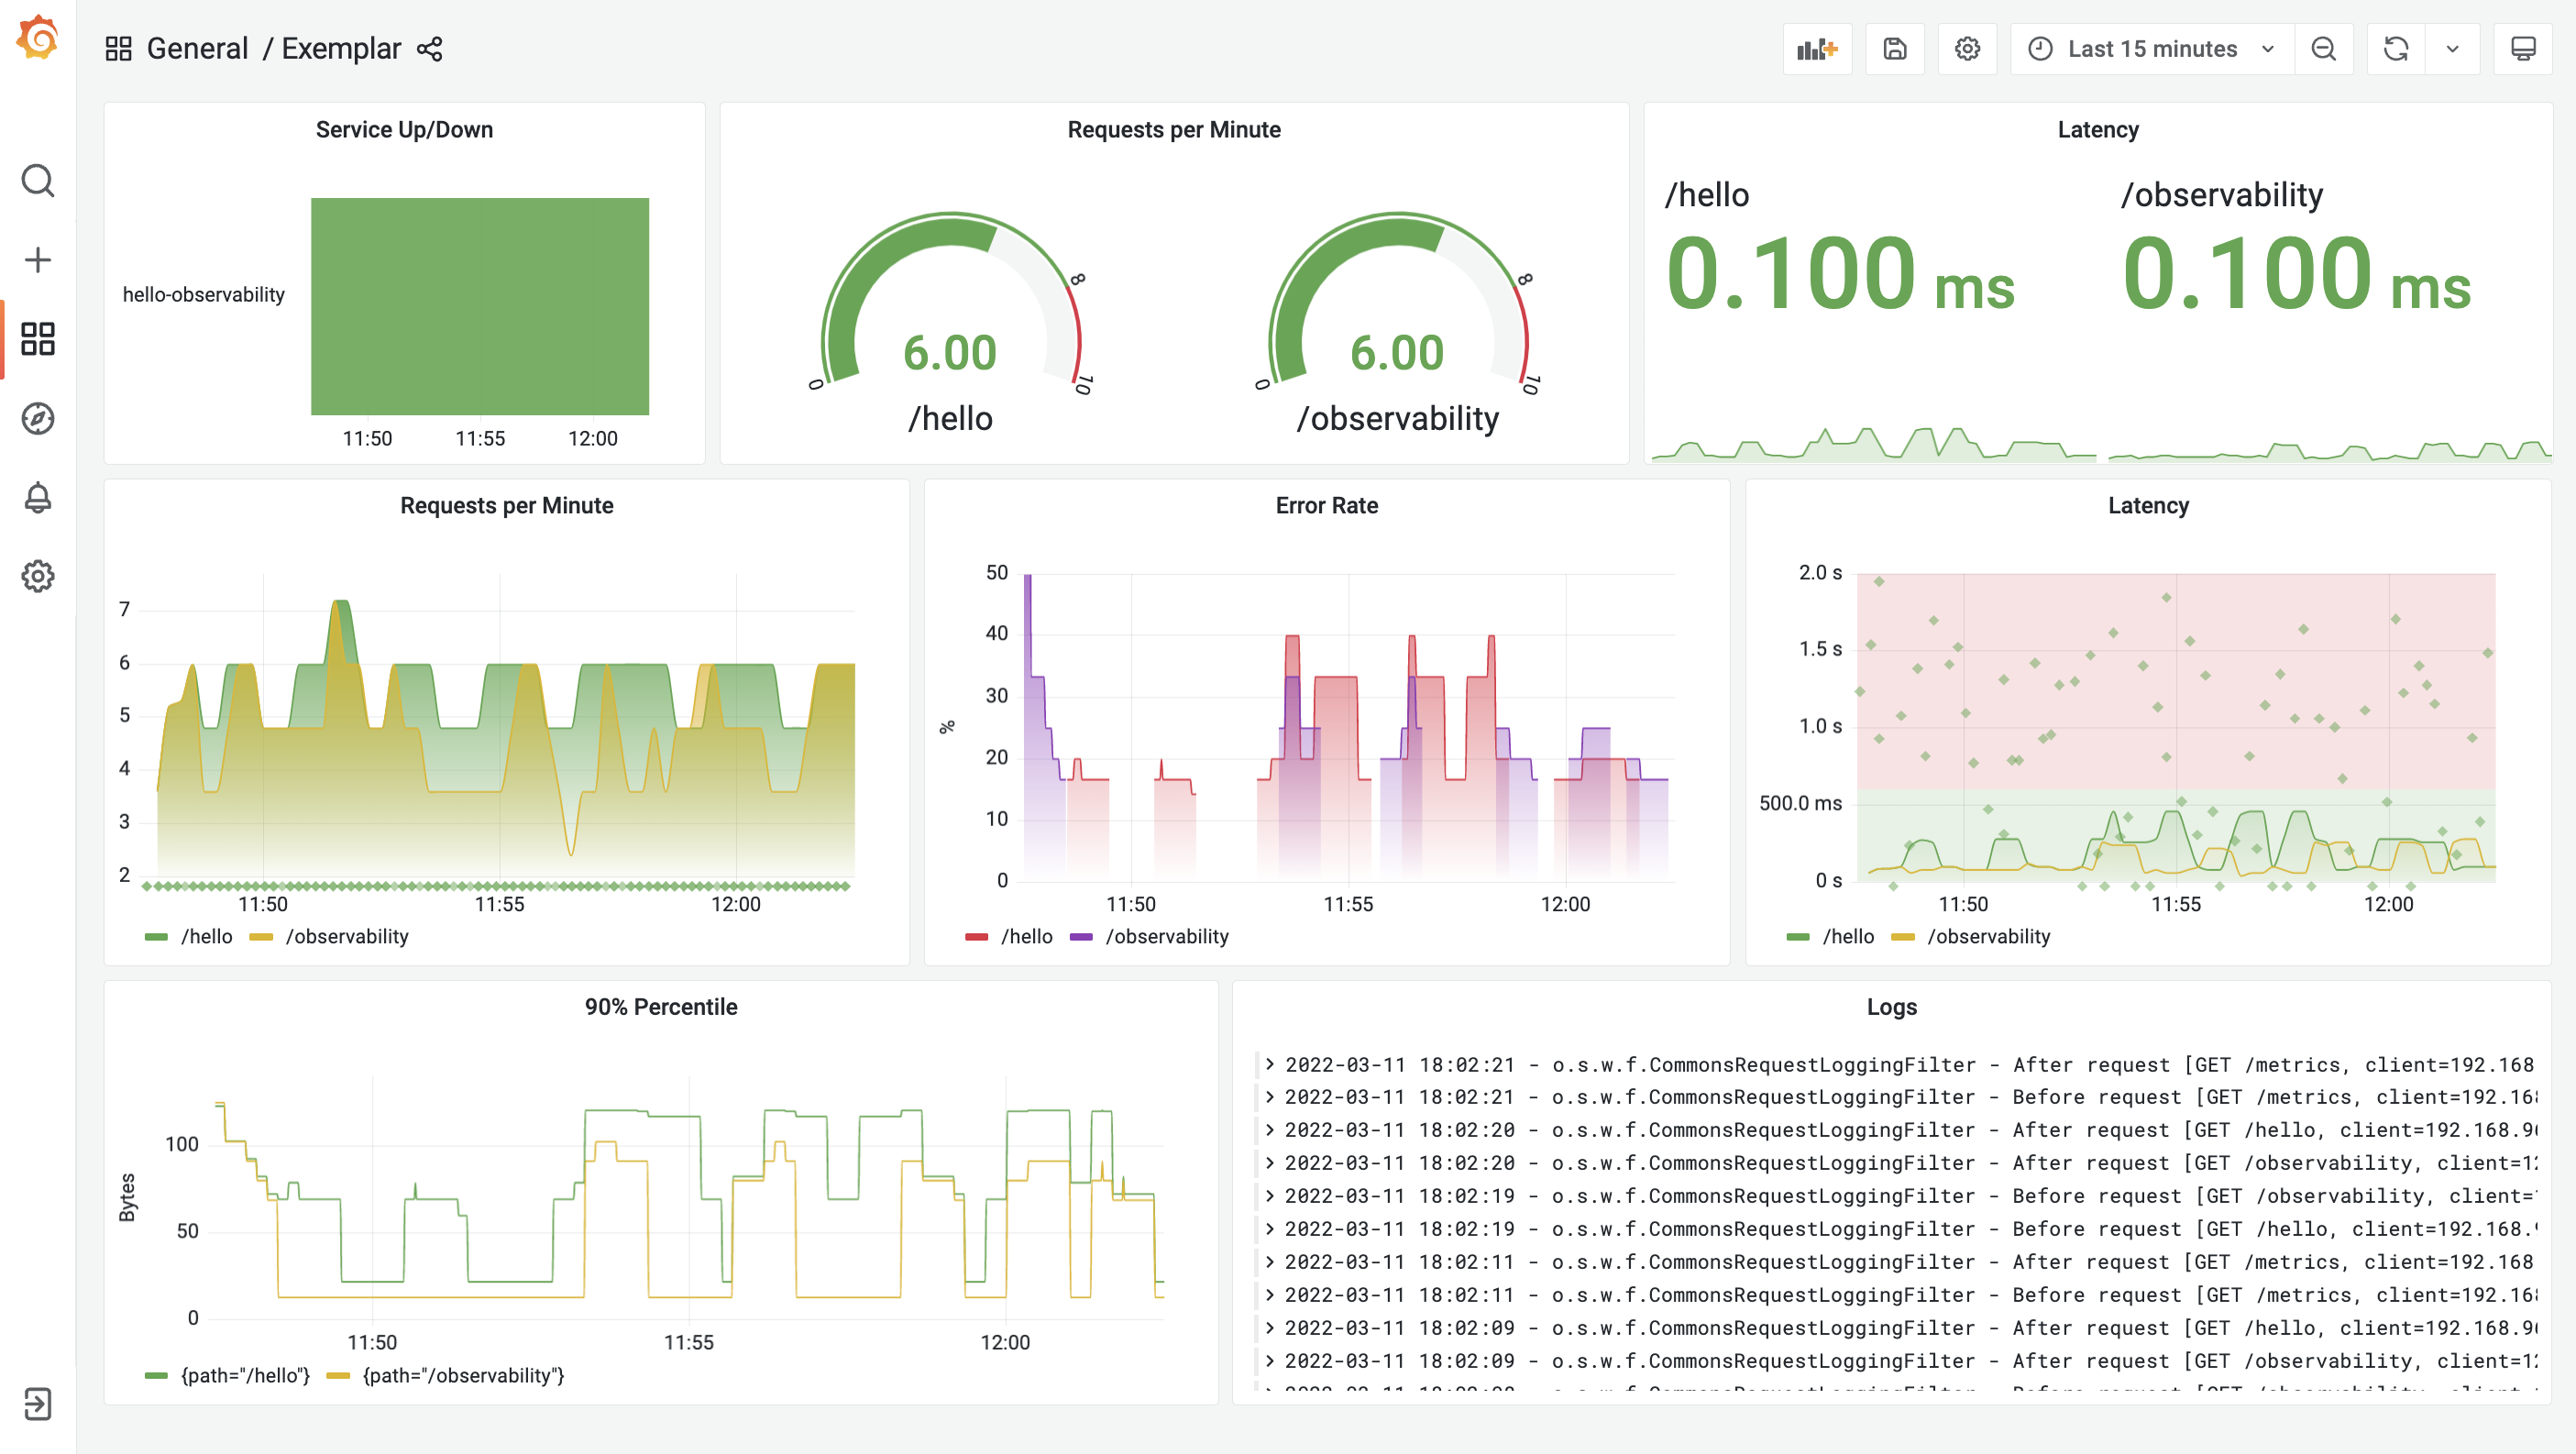 General / Exemplar
Last 15 minutes
Service Up/Down
hello-observability
11:50 11:55 12:00
Requests per Minute
0 8 10
6.00
/hello
0 8 10
6.00
/observability
Latency
/hello
0.100 ms
/observability
0.100 ms
Requests per Minute
7
6
5
4
3
2
11:50 11:55 12:00
/hello /observability
Error Rate
%
50
40
30
20
10
0
11:50 11:55 12:00
/hello /observability
Latency
2.0 s
1.5 s
1.0 s
500.0 ms
0 s
11:50 11:55 12:00
/hello /observability
90% Percentile
Bytes
100
50
0
11:50 11:55 12:00
{path="/hello"} {path="/observability"}
Logs
2022-03-11 18:02:21 - o.s.w.f.CommonsRequestLoggingFilter - After request [GET /metrics, client=192.168
2022-03-11 18:02:21 - o.s.w.f.CommonsRequestLoggingFilter - Before request [GET /metrics, client=192.16
2022-03-11 18:02:20 - o.s.w.f.CommonsRequestLoggingFilter - After request [GET /hello, client=192.168.9
2022-03-11 18:02:20 - o.s.w.f.CommonsRequestLoggingFilter - After request [GET /observability, client=1
2022-03-11 18:02:19 - o.s.w.f.CommonsRequestLoggingFilter - Before request [GET /observability, client=
2022-03-11 18:02:19 - o.s.w.f.CommonsRequestLoggingFilter - Before request [GET /hello, client=192.168.
2022-03-11 18:02:11 - o.s.w.f.CommonsRequestLoggingFilter - After request [GET /metrics, client=192.168
2022-03-11 18:02:11 - o.s.w.f.CommonsRequestLoggingFilter - Before request [GET /metrics, client=192.16
2022-03-11 18:02:09 - o.s.w.f.CommonsRequestLoggingFilter - After request [GET /hello, client=192.168.9
2022-03-11 18:02:09 - o.s.w.f.CommonsRequestLoggingFilter - After request [GET /observability, client=1